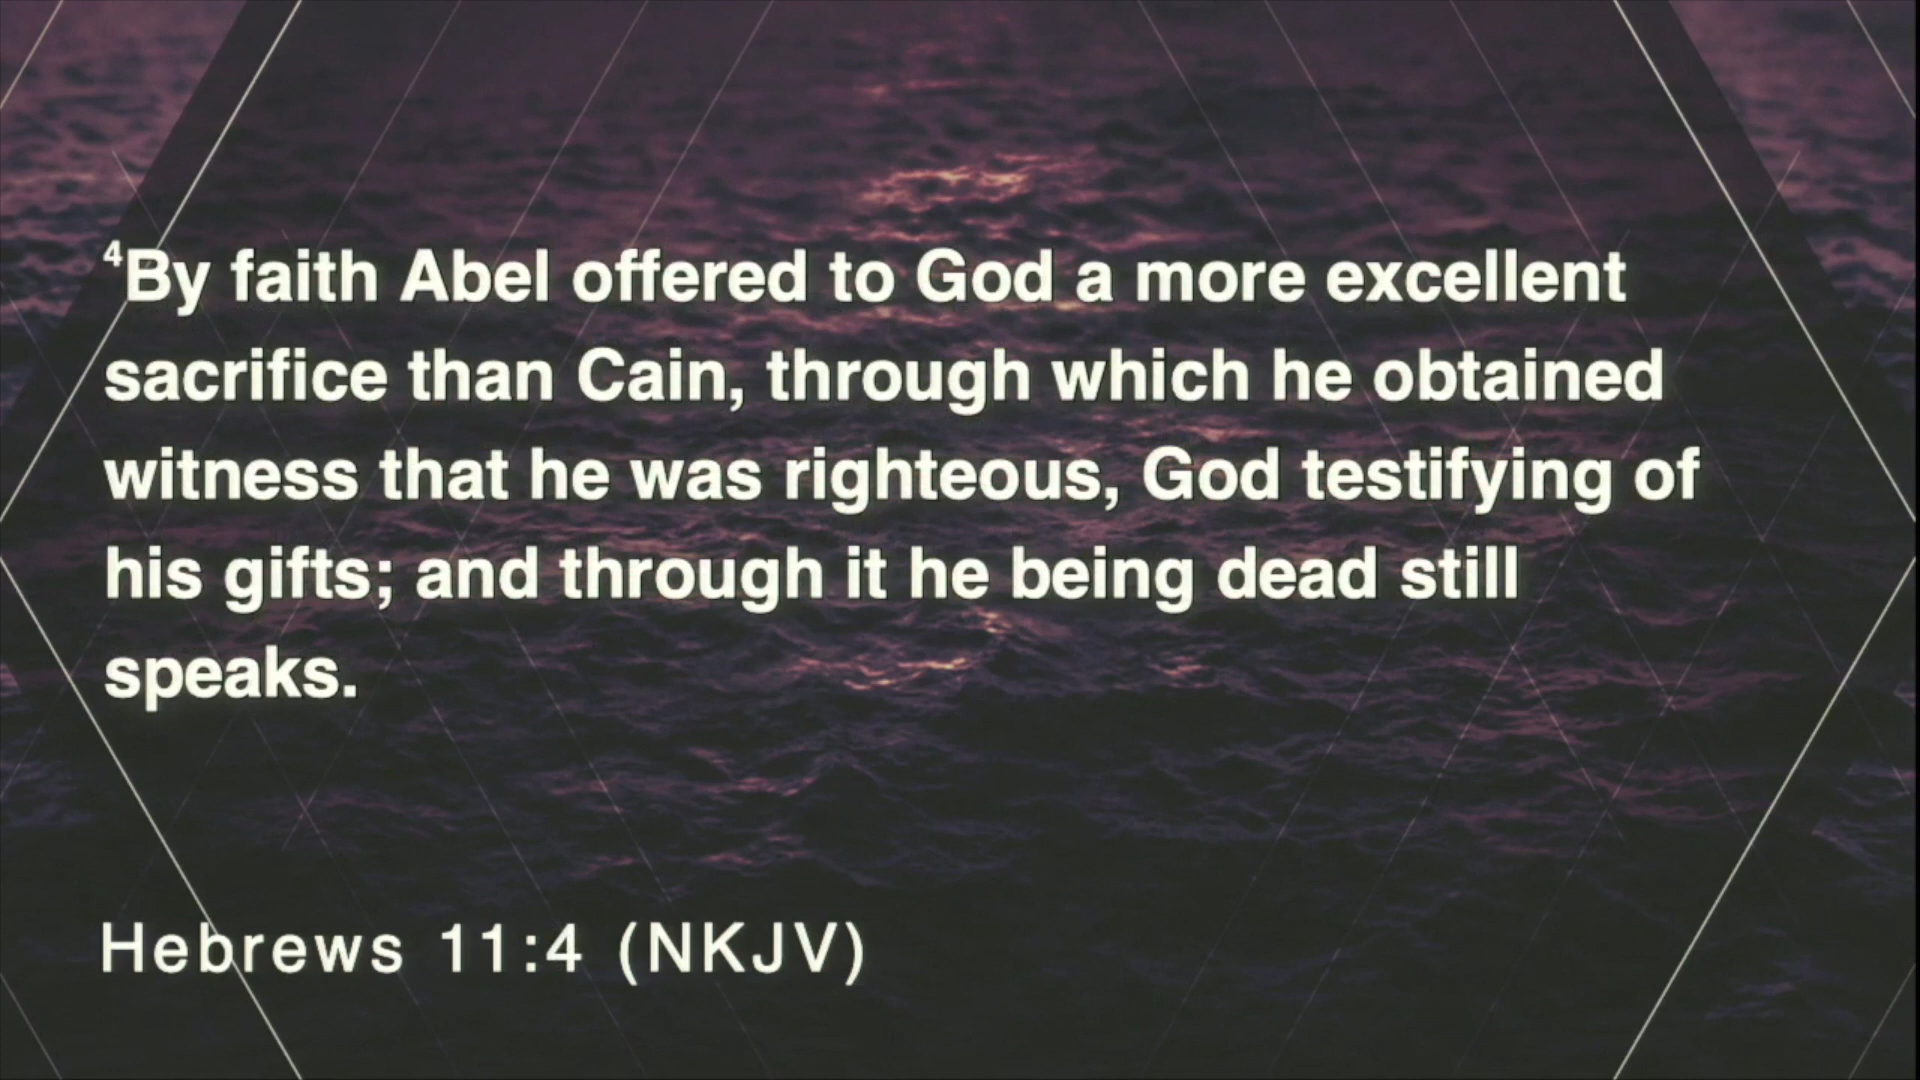 ⁴By faith Abel offered to God a more excellent
sacrifice than Cain, through which he obtained
witness that he was righteous, God testifying of
his gifts; and through it he being dead still
speaks.
Hebrews 11:4 (NKJV)